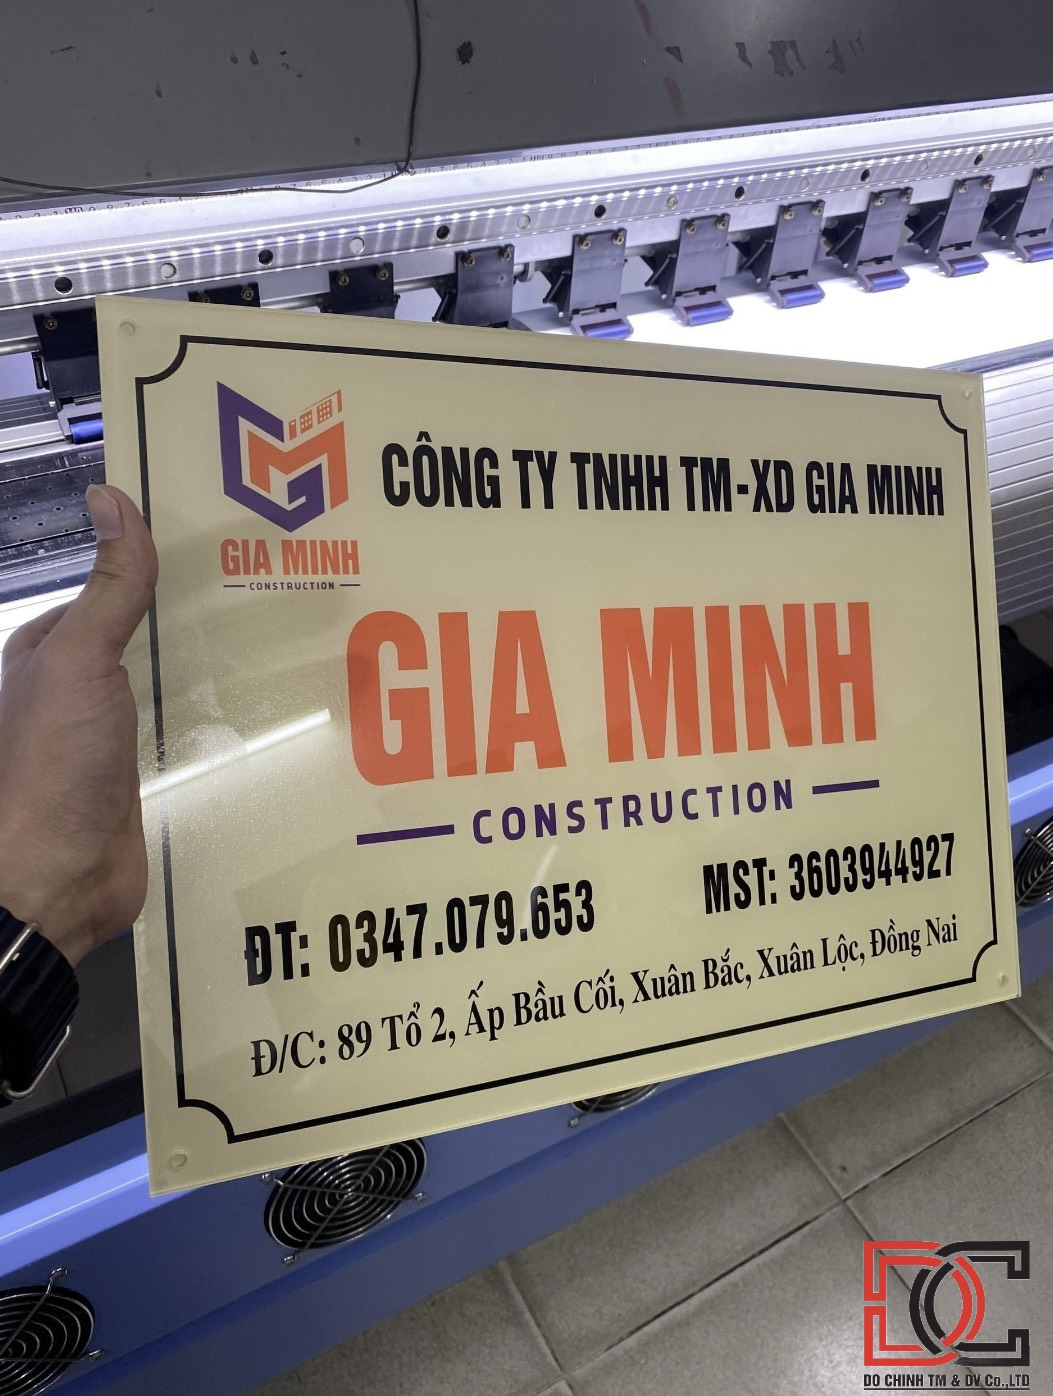 CÔNG TY TNHH TM-XD GIA MINH
GIA MINH
CONSTRUCTION
GIA MINH
CONSTRUCTION
ĐT: 0347.079.653
MST: 3603944927
Đ/C: 89 Tổ 2, Ấp Bầu Cối, Xuân Bắc, Xuân Lộc, Đồng Nai
DC
DO CHINH TM & DV Co.,LTD